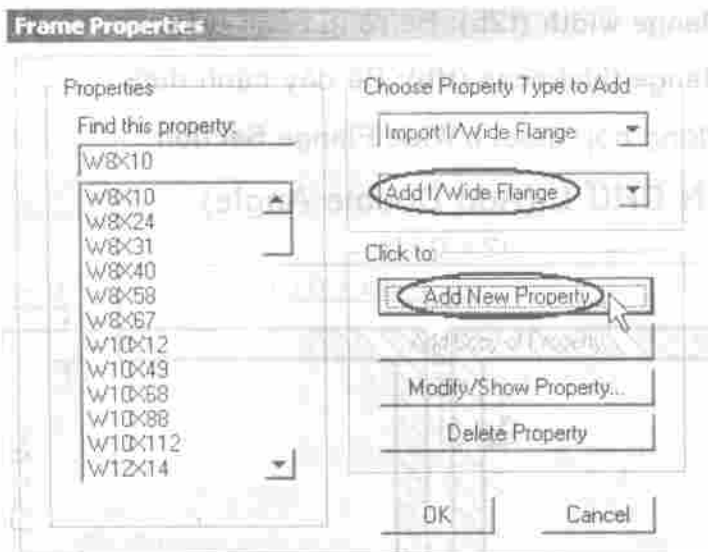 Frame Properties
Properties
Find this property:
W8X10
W8X10
W8X24
W8X31
W8X40
W8X58
W8X67
W10X12
W10X49
W10X68
W10X88
W10X112
W12X14
Choose Property Type to Add
Import I/Wide Flange
Add I/Wide Flange
Click to:
Add New Property
Modify/Show Property...
Delete Property
OK
Cancel